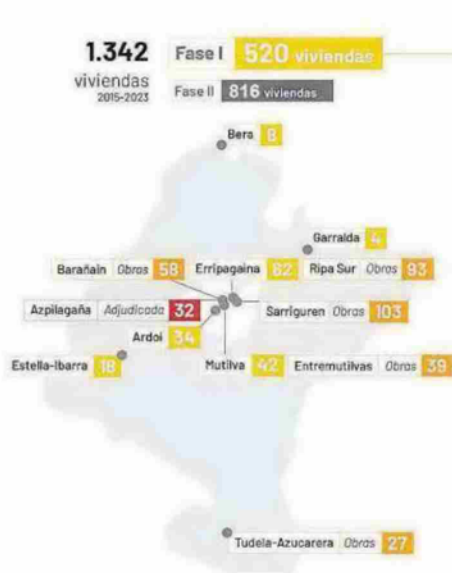 1.342 Fase I 520 viviendas
viviendas
2015-2023
Fase II 816 viviendas
Bera 8
Garralda 4
Barañain Obras 58 Erripagaina 82 Ripa Sur Obras 93
Azpilagaña Adjudicada 32 Sarriguren Obras 103
Ardoi 34
Estella-Ibarra 18 Mutilva 42 Entremutilvas Obras 39
Tudela-Azucarera Obras 27